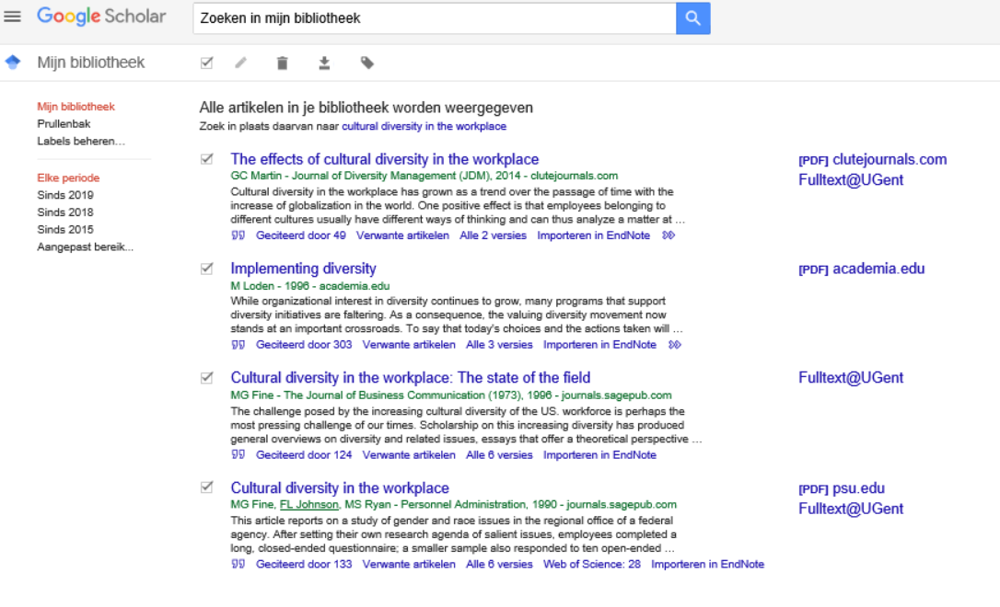 Google Scholar
Zoeken in mijn bibliotheek
Mijn bibliotheek
Mijn bibliotheek
Prullenbak
Labels beheren...
Elke periode
Sinds 2019
Sinds 2018
Sinds 2015
Aangepast bereik...
Alle artikelen in je bibliotheek worden weergegeven
Zoek in plaats daarvan naar cultural diversity in the workplace
The effects of cultural diversity in the workplace
GC Martin - Journal of Diversity Management (JDM), 2014 - clutejournals.com
Cultural diversity in the workplace has grown as a trend over the passage of time with the
increase of globalization in the world. One positive effect is that employees belonging to
different cultures usually have different ways of thinking and can thus analyze a matter at ...
Geciteerd door 49 Verwante artikelen Alle 2 versies Importeren in EndNote
[PDF] clutejournals.com
Fulltext@UGent
Implementing diversity
M Loden - 1996 - academia.edu
While organizational interest in diversity continues to grow, many programs that support
diversity initiatives are faltering. As a consequence, the valuing diversity movement now
stands at an important crossroads. To say that today's choices and the actions taken will ...
Geciteerd door 303 Verwante artikelen Alle 3 versies Importeren in EndNote
[PDF] academia.edu
Cultural diversity in the workplace: The state of the field
MG Fine - The Journal of Business Communication (1973), 1996 - journals.sagepub.com
The challenge posed by the increasing cultural diversity of the US. workforce is perhaps the
most pressing challenge of our times. Scholarship on this increasing diversity has produced
general overviews on diversity and related issues, essays that offer a theoretical perspective ...
Geciteerd door 124 Verwante artikelen Alle 6 versies Importeren in EndNote
Fulltext@UGent
Cultural diversity in the workplace
MG Fine, FL Johnson, MS Ryan - Personnel Administration, 1990 - journals.sagepub.com
This article reports on a study of gender and race issues in the regional office of a federal
agency. After setting their own research agenda of salient issues, employees completed a
long, closed-ended questionnaire; a smaller sample also responded to ten open-ended ...
Geciteerd door 133 Verwante artikelen Alle 6 versies Web of Science: 28 Importeren in EndNote
[PDF] psu.edu
Fulltext@UGent